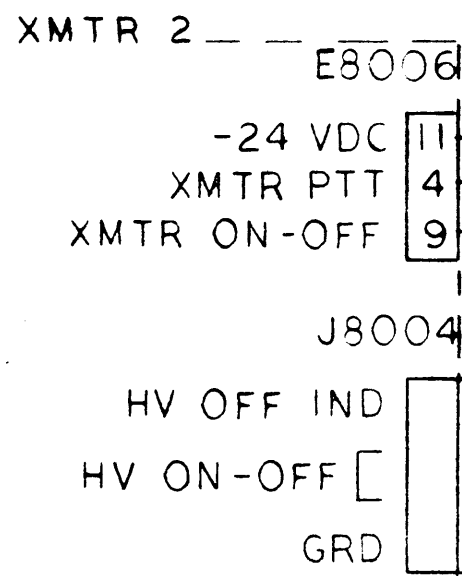 XMTR 2
E8006
-24 VDC 11
XMTR PTT 4
XMTR ON-OFF 9
J8004
HV OFF IND
HV ON-OFF [
GRD